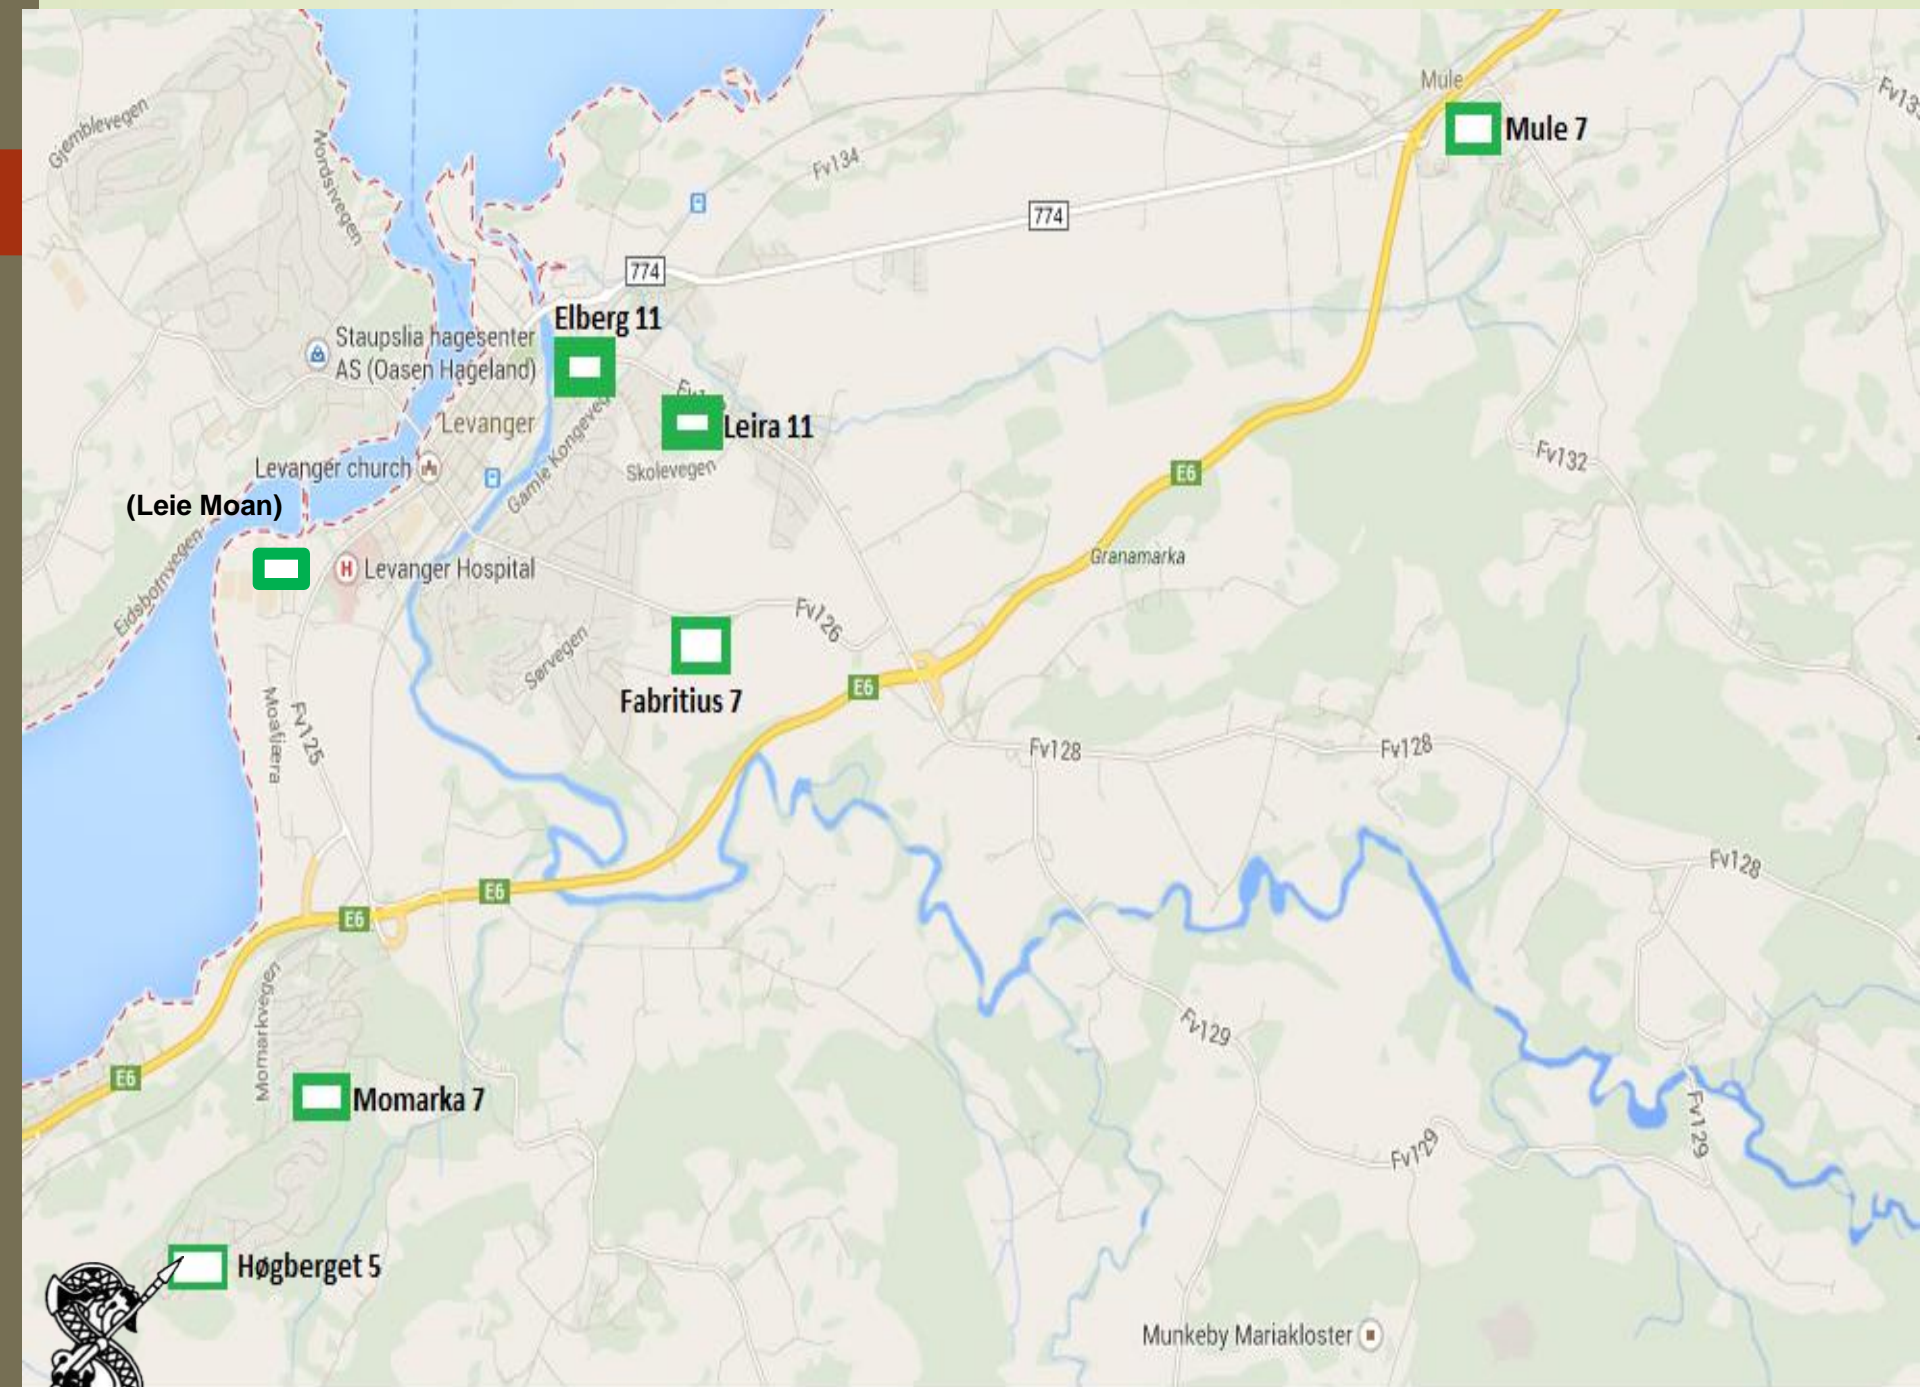 Mule
Gjemblevegen
Fv133
Mule 7
Nordsivegen
Fv134
774
774
Elberg 11
Staupslia hagesenter
AS (Oasen Hageland)
Levanger
Leira 11
Gamle Kongeveg
Skolevegen
Levanger church
Fv132
E6
(Leie Moan)
Eidsbotnvegen
Granamarka
H Levanger Hospital
Fv126
Sørvegen
E6
Fabritius 7
Moafjæra
Fv125
Fv128
Fv128
Fv128
E6
E6
Momarkvegen
Fv129
E6
Momarka 7
Fv129
Fv129
Høgberget 5
Munkeby Mariakloster